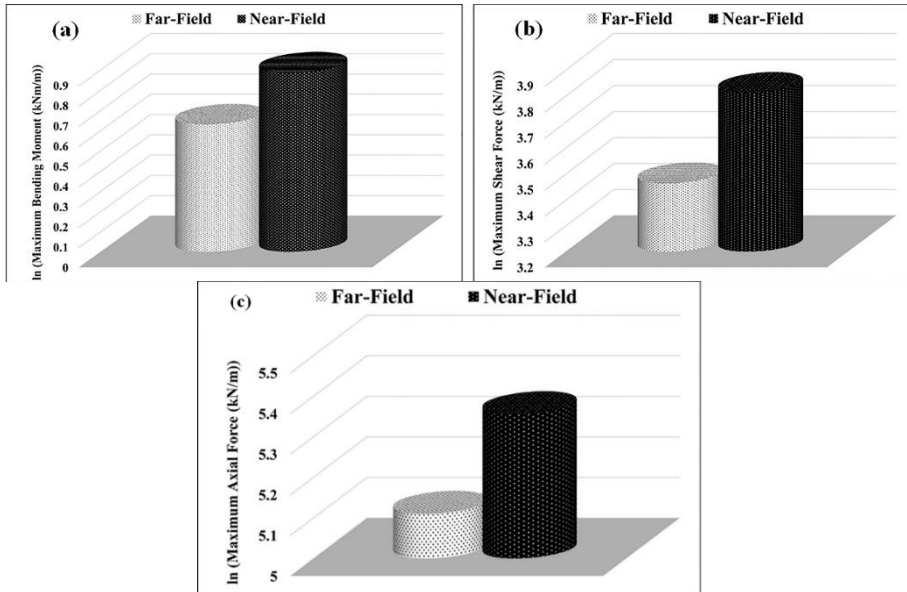 (a)
Far-Field Near-Field
ln (Maximum Bending Moment (kNm/m))
0.9
0.8
0.7
0.6
0.5
0.4
0.3
0.2
0.1
0
(b)
Far-Field Near-Field
ln (Maximum Shear Force (kN/m))
3.9
3.8
3.7
3.6
3.5
3.4
3.3
3.2
(c)
Far-Field Near-Field
ln (Maximum Axial Force (kN/m))
5.5
5.4
5.3
5.2
5.1
5